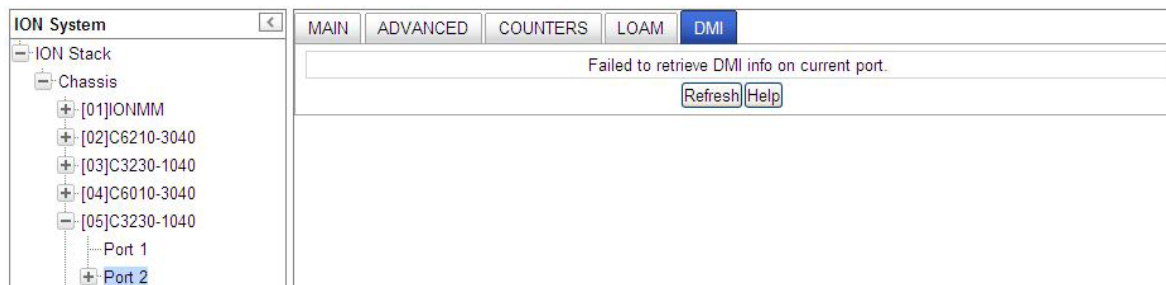 ION System
ION Stack
Chassis
[01]IONMM
[02]C6210-3040
[03]C3230-1040
[04]C6010-3040
[05]C3230-1040
Port 1
Port 2
MAIN ADVANCED COUNTERS LOAM DMI
Failed to retrieve DMI info on current port.
Refresh Help